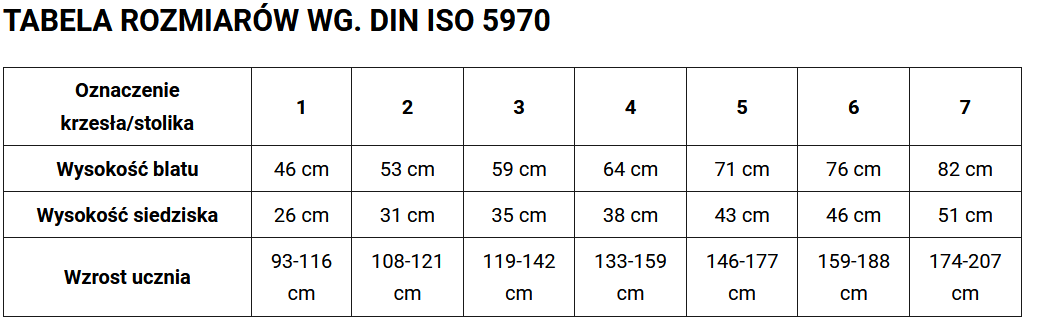 TABELA ROZMIARÓW WG. DIN ISO 5970
Oznaczenie krzesła/stolika 1 2 3 4 5 6 7
Wysokość blatu 46 cm 53 cm 59 cm 64 cm 71 cm 76 cm 82 cm
Wysokość siedziska 26 cm 31 cm 35 cm 38 cm 43 cm 46 cm 51 cm
Wzrost ucznia 93-116 cm 108-121 cm 119-142 cm 133-159 cm 146-177 cm 159-188 cm 174-207 cm